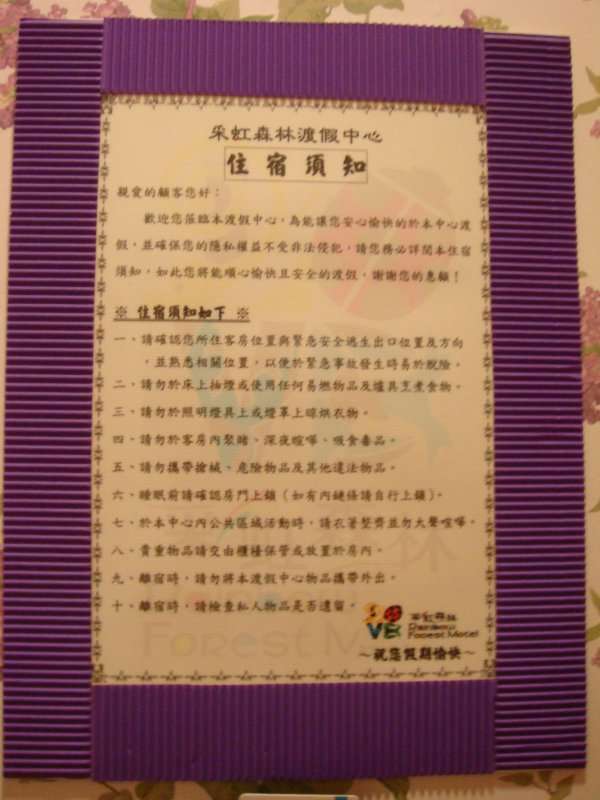 采虹森林渡假中心
住宿須知
親愛的顧客您好：
歡迎您蒞臨本渡假中心，為能讓您安心愉快的於本中心渡
假，並確保您的隱私權益不受非法侵犯，請您務必詳閱本住宿
須知，如此您將能順心愉快且安全的渡假，謝謝您的惠顧！
※ 住宿須知如下 ※
一、請確認您所住客房位置與緊急安全逃生出口位置及方向
，並熟悉相關位置，以便於緊急事故發生時易於脫險。
二、請勿於床上抽煙或使用任何易燃物品及爐具烹煮食物。
三、請勿於照明燈具上或燈罩上晾烘衣物。
四、請勿於客房內聚賭、深夜喧嘩、吸食毒品。
五、請勿攜帶搶械、危險物品及其他違法物品。
六、睡眠前請確認房門上鎖（如有內鏈條請自行上鎖）。
七、於本中心內公共區域活動時，請衣著整齊並勿大聲喧嘩。
八、貴重物品請交由櫃檯保管或放置於房內。
九、離宿時，請勿將本渡假中心物品攜帶外出。
十、離宿時，請檢查私人物品是否遺留。
采虹森林
Rainbow
Forest Motel
～祝您假期愉快～